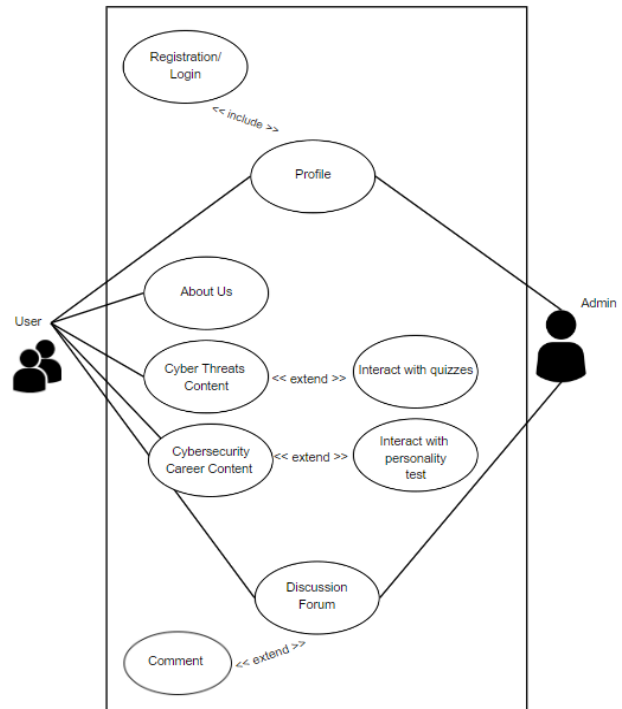 Registration/
Login
<< include >>
Profile
Admin
About Us
User
Cyber Threats
Content
<< extend >>
Interact with quizzes
Cybersecurity
Career Content
<< extend >>
Interact with
personality
test
Discussion
Forum
Comment
<< extend >>